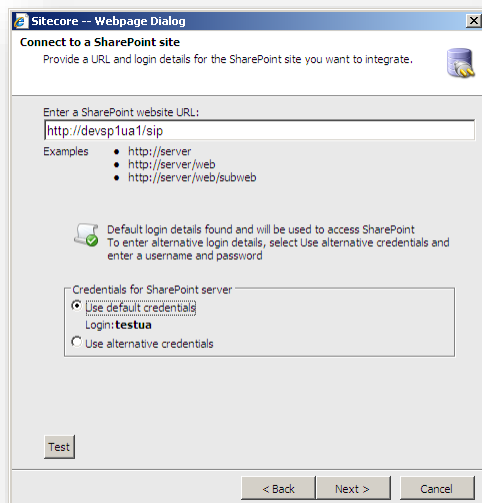 Sitecore -- Webpage Dialog
Connect to a SharePoint site
Provide a URL and login details for the SharePoint site you want to integrate.
Enter a SharePoint website URL:
http://devsp1ua1/sip
Examples • http://server
• http://server/web
• http://server/web/subweb
Default login details found and will be used to access SharePoint
To enter alternative login details, select Use alternative credentials and
enter a username and password
Credentials for SharePoint server
Use default credentials
Login:testua
Use alternative credentials
Test
< Back Next > Cancel